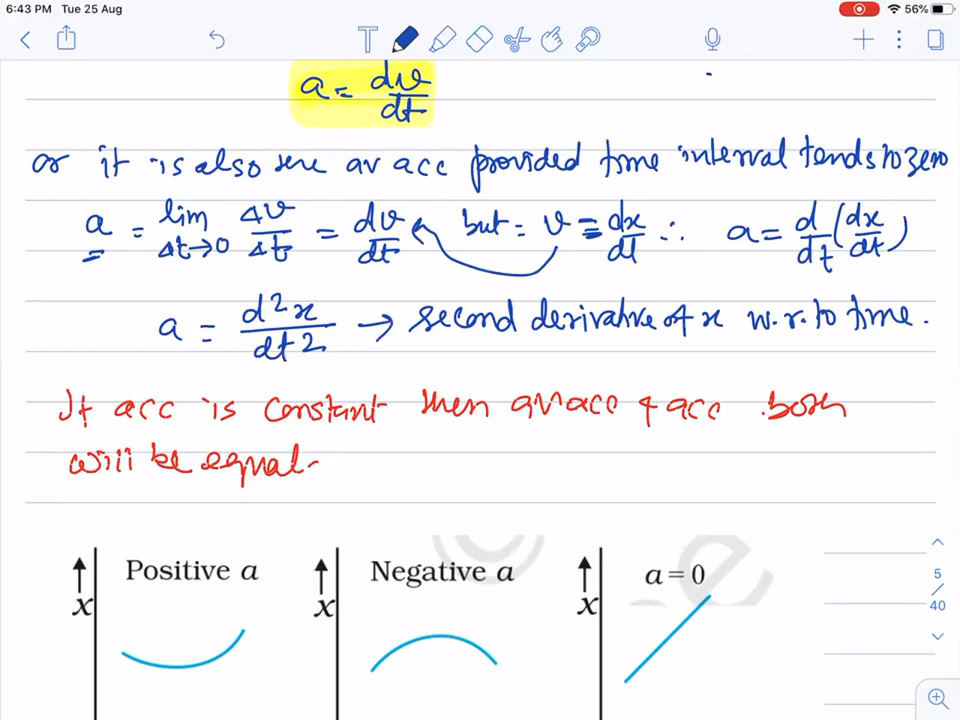 6:43 PM Tue 25 Aug 56%
a = dv/dt
or it is also the av acc provided time interval tends to zero
a = lim Δt→0 Δv/Δt = dv/dt but = v = dx/dt ∴ a = d/dt (dx/dt)
a = d2x/dt2 → second derivative of x w.r. to time.
If acc is constant then av acc & acc both
will be equal
Positive a Negative a a = 0
x x x
5
/
40